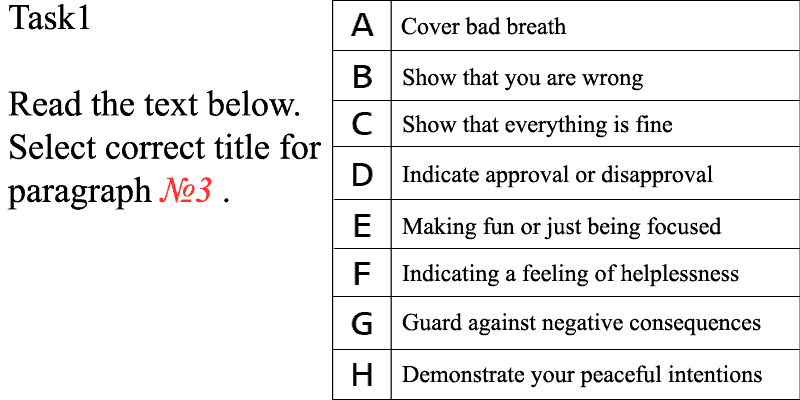 Task1
Read the text below.
Select correct title for
paragraph №3 .
A Cover bad breath
B Show that you are wrong
C Show that everything is fine
D Indicate approval or disapproval
E Making fun or just being focused
F Indicating a feeling of helplessness
G Guard against negative consequences
H Demonstrate your peaceful intentions